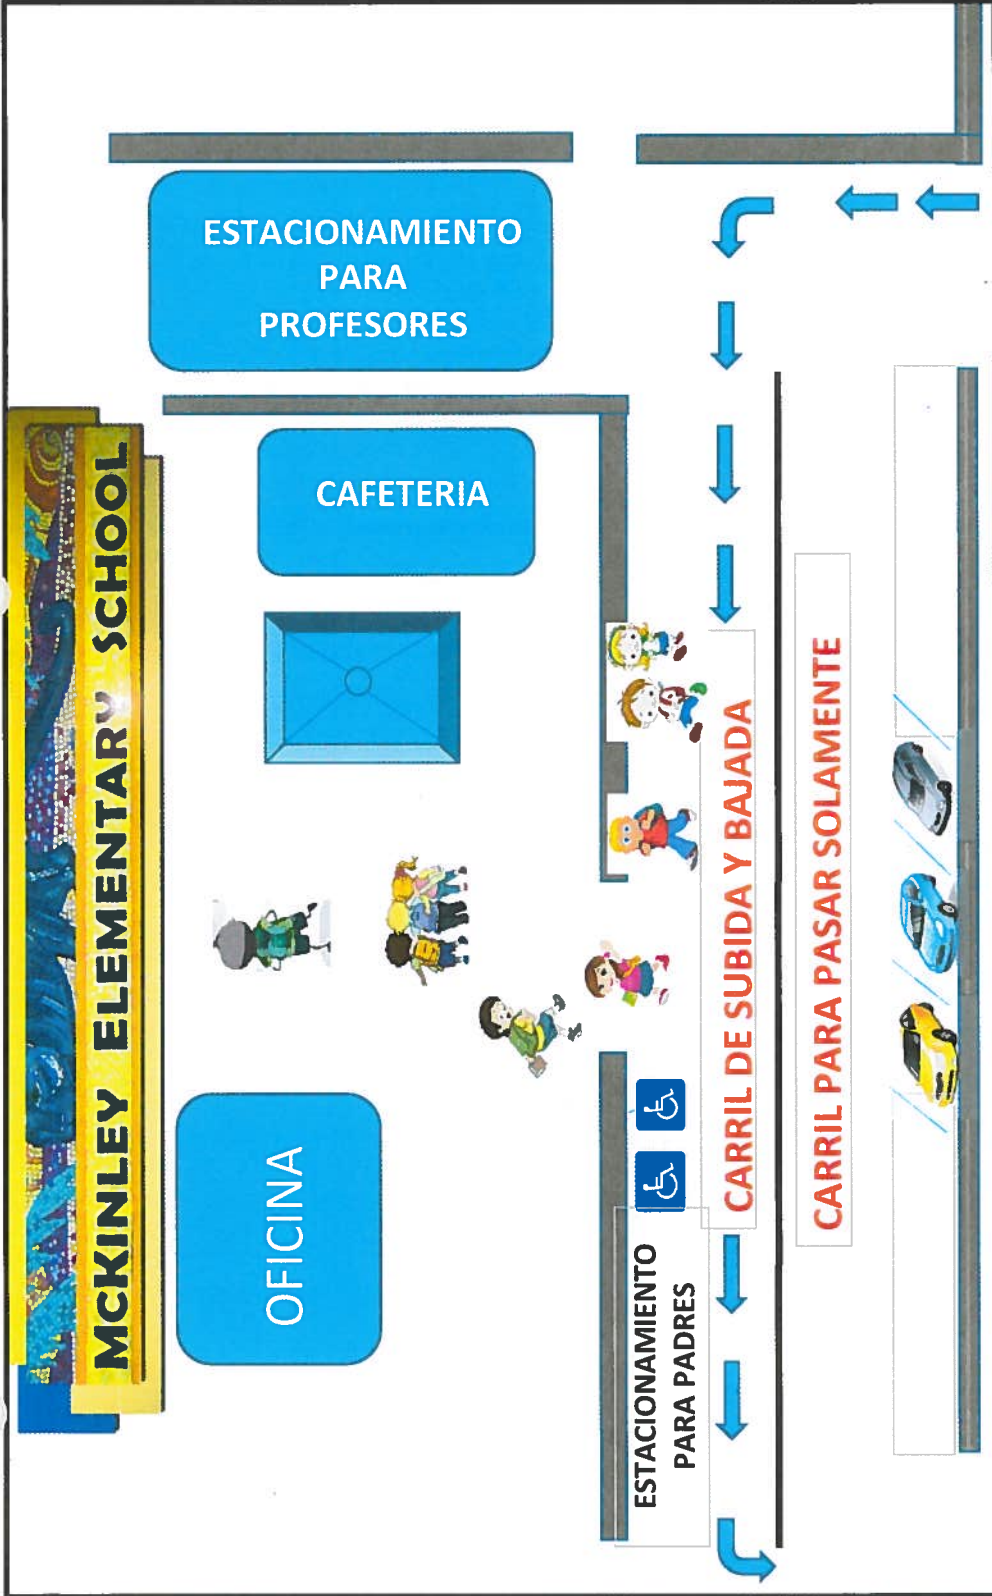 MCKINLEY ELEMENTARY SCHOOL
ESTACIONAMIENTO
PARA
PROFESORES
CAFETERIA
OFICINA
ESTACIONAMIENTO
PARA PADRES
CARRIL DE SUBIDA Y BAJADA
CARRIL PARA PASAR SOLAMENTE